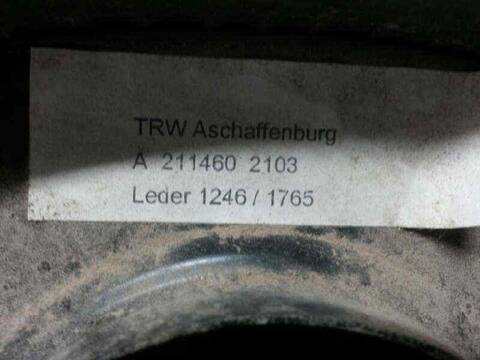 TRW Aschaffenburg
A 211460 2103
Leder 1246 / 1765